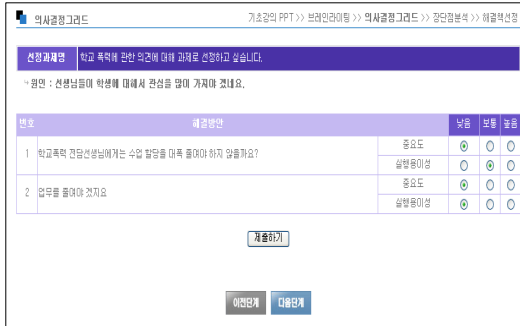 의사결정그리드
기초강의 PPT >> 브레인라이팅 >> 의사결정그리드 >> 장단점분석 >> 해결책선정
선정과제명 학교 폭력에 관한 의견에 대해 과제로 선정하고 싶습니다.
원인 : 선생님들이 학생에 대해서 관심을 많이 가져야 겠네요.
번호 해결방안 낮음 보통 높음
1 학교폭력 전담선생님에게는 수업 할당을 대폭 줄여야 하지 않을까요? 중요도
실행용이성
2 업무를 줄여야 겠지요 중요도
실행용이성
제출하기
이전단계 다음단계